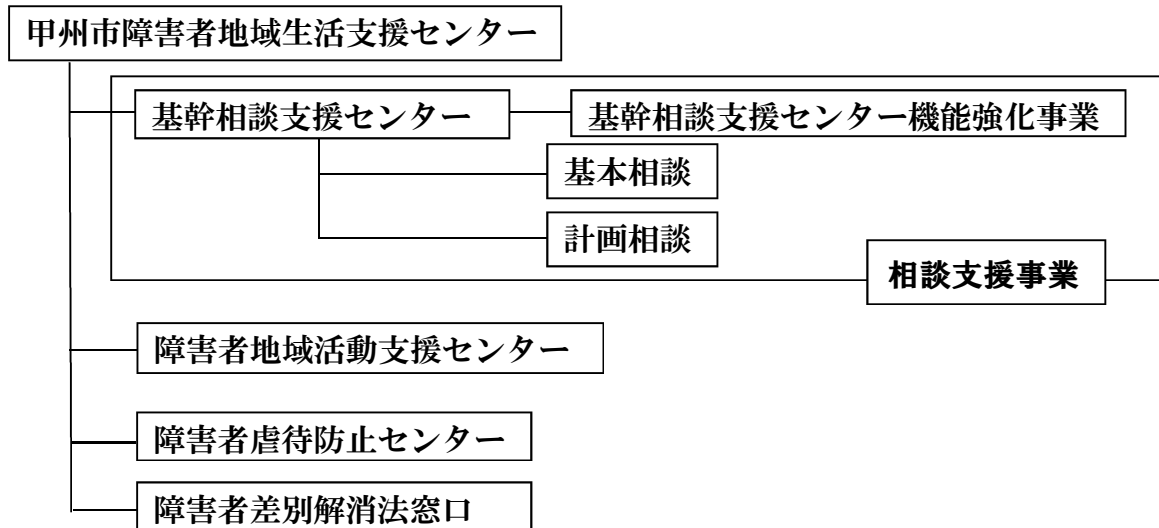 甲州市障害者地域生活支援センター
基幹相談支援センター
基幹相談支援センター機能強化事業
基本相談
計画相談
相談支援事業
障害者地域活動支援センター
障害者虐待防止センター
障害者差別解消法窓口